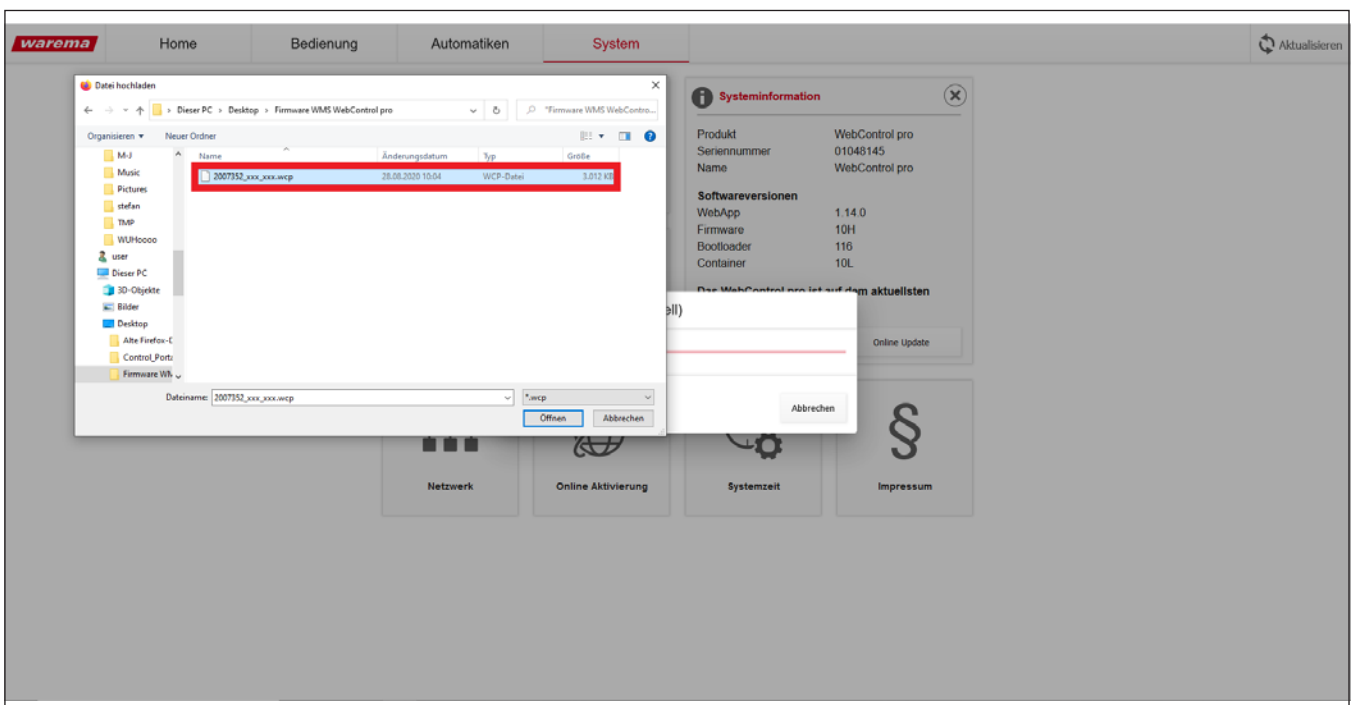 warema
Home
Bedienung
Automatiken
System
Aktualisieren
Datei hochladen
Dieser PC › Desktop › Firmware WMS WebControl pro
"Firmware WMS WebContro...
Organisieren
Neuer Ordner
Name Änderungsdatum Typ Größe
2007352_xxx_xxx.wcp 28.08.2020 10:04 WCP-Datei 3.012 KB
M-J
Music
Pictures
stefan
TMP
WUHoooo
user
Dieser PC
3D-Objekte
Bilder
Desktop
Alte Firefox-D
Control_Porta
Firmware WM
Dateiname: 2007352_xxx_xxx.wcp
*.wcp
Öffnen
Abbrechen
Systeminformation
Produkt WebControl pro
Seriennummer 01048145
Name WebControl pro
Softwareversionen
WebApp 1.14.0
Firmware 10H
Bootloader 116
Container 10L
Das WebControl pro ist auf dem aktuellsten
ell)
Online Update
Abbrechen
Netzwerk
Online Aktivierung
Systemzeit
§
Impressum